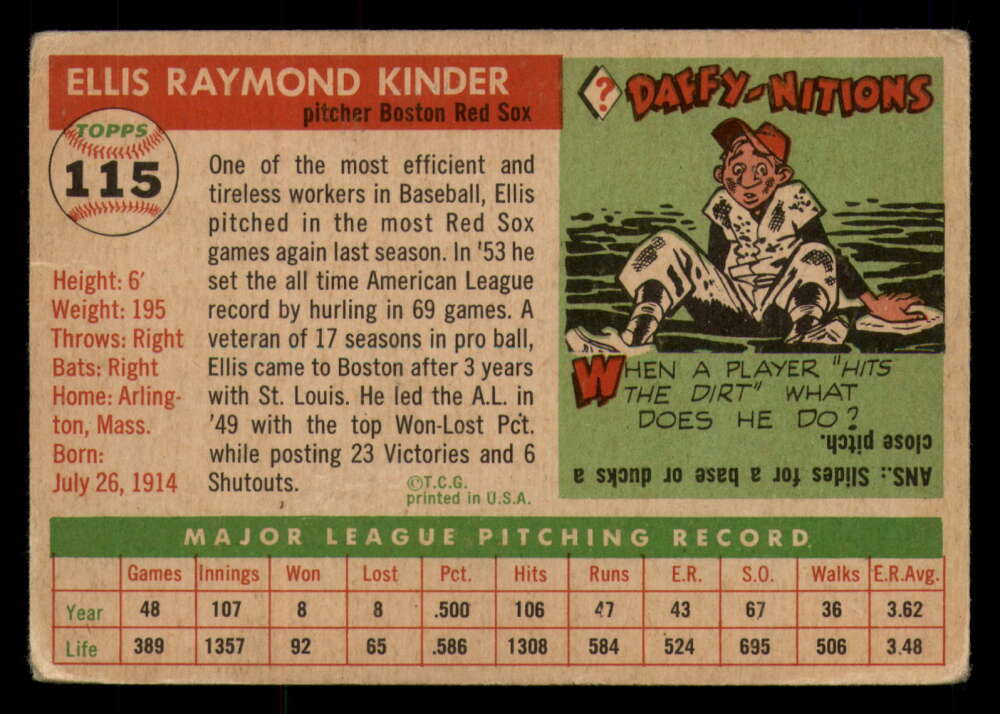 ELLIS RAYMOND KINDER
pitcher Boston Red Sox
TOPPS
115
One of the most efficient and
tireless workers in Baseball, Ellis
pitched in the most Red Sox
games again last season. In '53 he
set the all time American League
record by hurling in 69 games. A
veteran of 17 seasons in pro ball,
Ellis came to Boston after 3 years
with St. Louis. He led the A.L. in
'49 with the top Won-Lost Pct.
while posting 23 Victories and 6
Shutouts.
©T.C.G.
printed in U.S.A.
Height: 6'
Weight: 195
Throws: Right
Bats: Right
Home: Arling-
ton, Mass.
Born:
July 26, 1914
? DAFFY-NITIONS
WHEN A PLAYER "HITS
THE DIRT" WHAT
DOES HE DO?
ANS.: Slides for a base or ducks a
close pitch.
MAJOR LEAGUE PITCHING RECORD
Games Innings Won Lost Pct. Hits Runs E.R. S.O. Walks E.R.Avg.
Year 48 107 8 8 .500 106 47 43 67 36 3.62
Life 389 1357 92 65 .586 1308 584 524 695 506 3.48